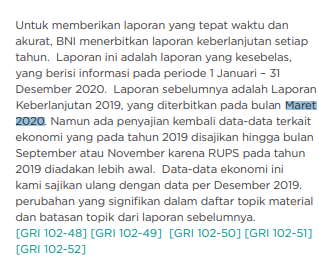 Untuk memberikan laporan yang tepat waktu dan
akurat, BNI menerbitkan laporan keberlanjutan setiap
tahun.  Laporan ini adalah laporan yang kesebelas,
yang berisi informasi pada periode 1 Januari – 31
Desember 2020.  Laporan sebelumnya adalah Laporan
Keberlanjutan 2019, yang diterbitkan pada bulan Maret
2020. Namun ada penyajian kembali data-data terkait
ekonomi yang pada tahun 2019 disajikan hingga bulan
September atau November karena RUPS pada tahun
2019 diadakan lebih awal.  Data-data ekonomi ini
kami sajikan ulang dengan data per Desember 2019.
perubahan yang signifikan dalam daftar topik material
dan batasan topik dari laporan sebelumnya.
[GRI 102-48] [GRI 102-49]  [GRI 102-50] [GRI 102-51]
[GRI 102-52]